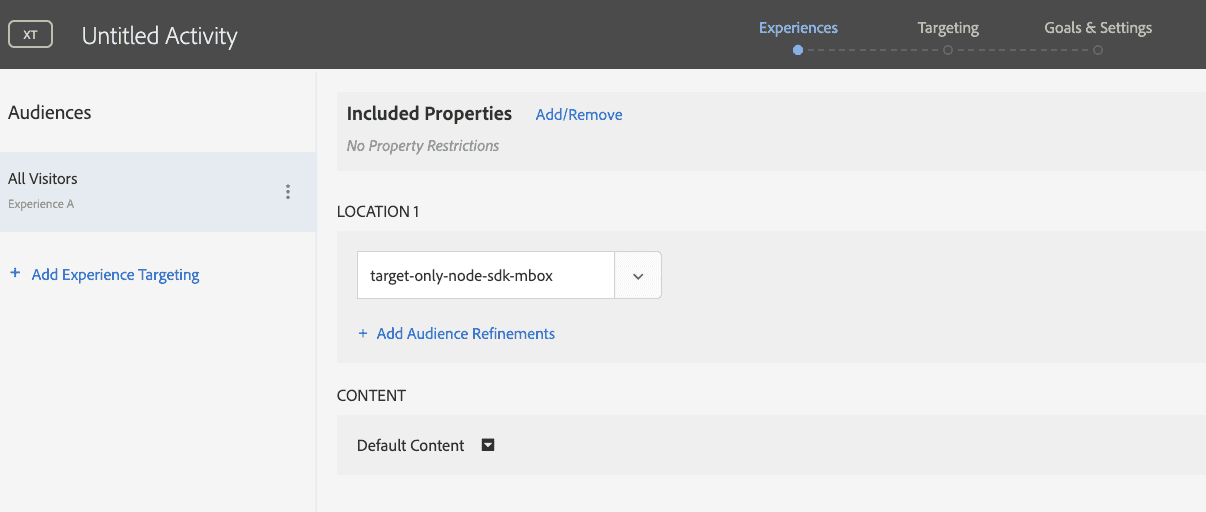 XT
Untitled Activity
Experiences
Targeting
Goals & Settings
Audiences
All Visitors
Experience A
+ Add Experience Targeting
Included Properties Add/Remove
No Property Restrictions
LOCATION 1
target-only-node-sdk-mbox
+ Add Audience Refinements
CONTENT
Default Content